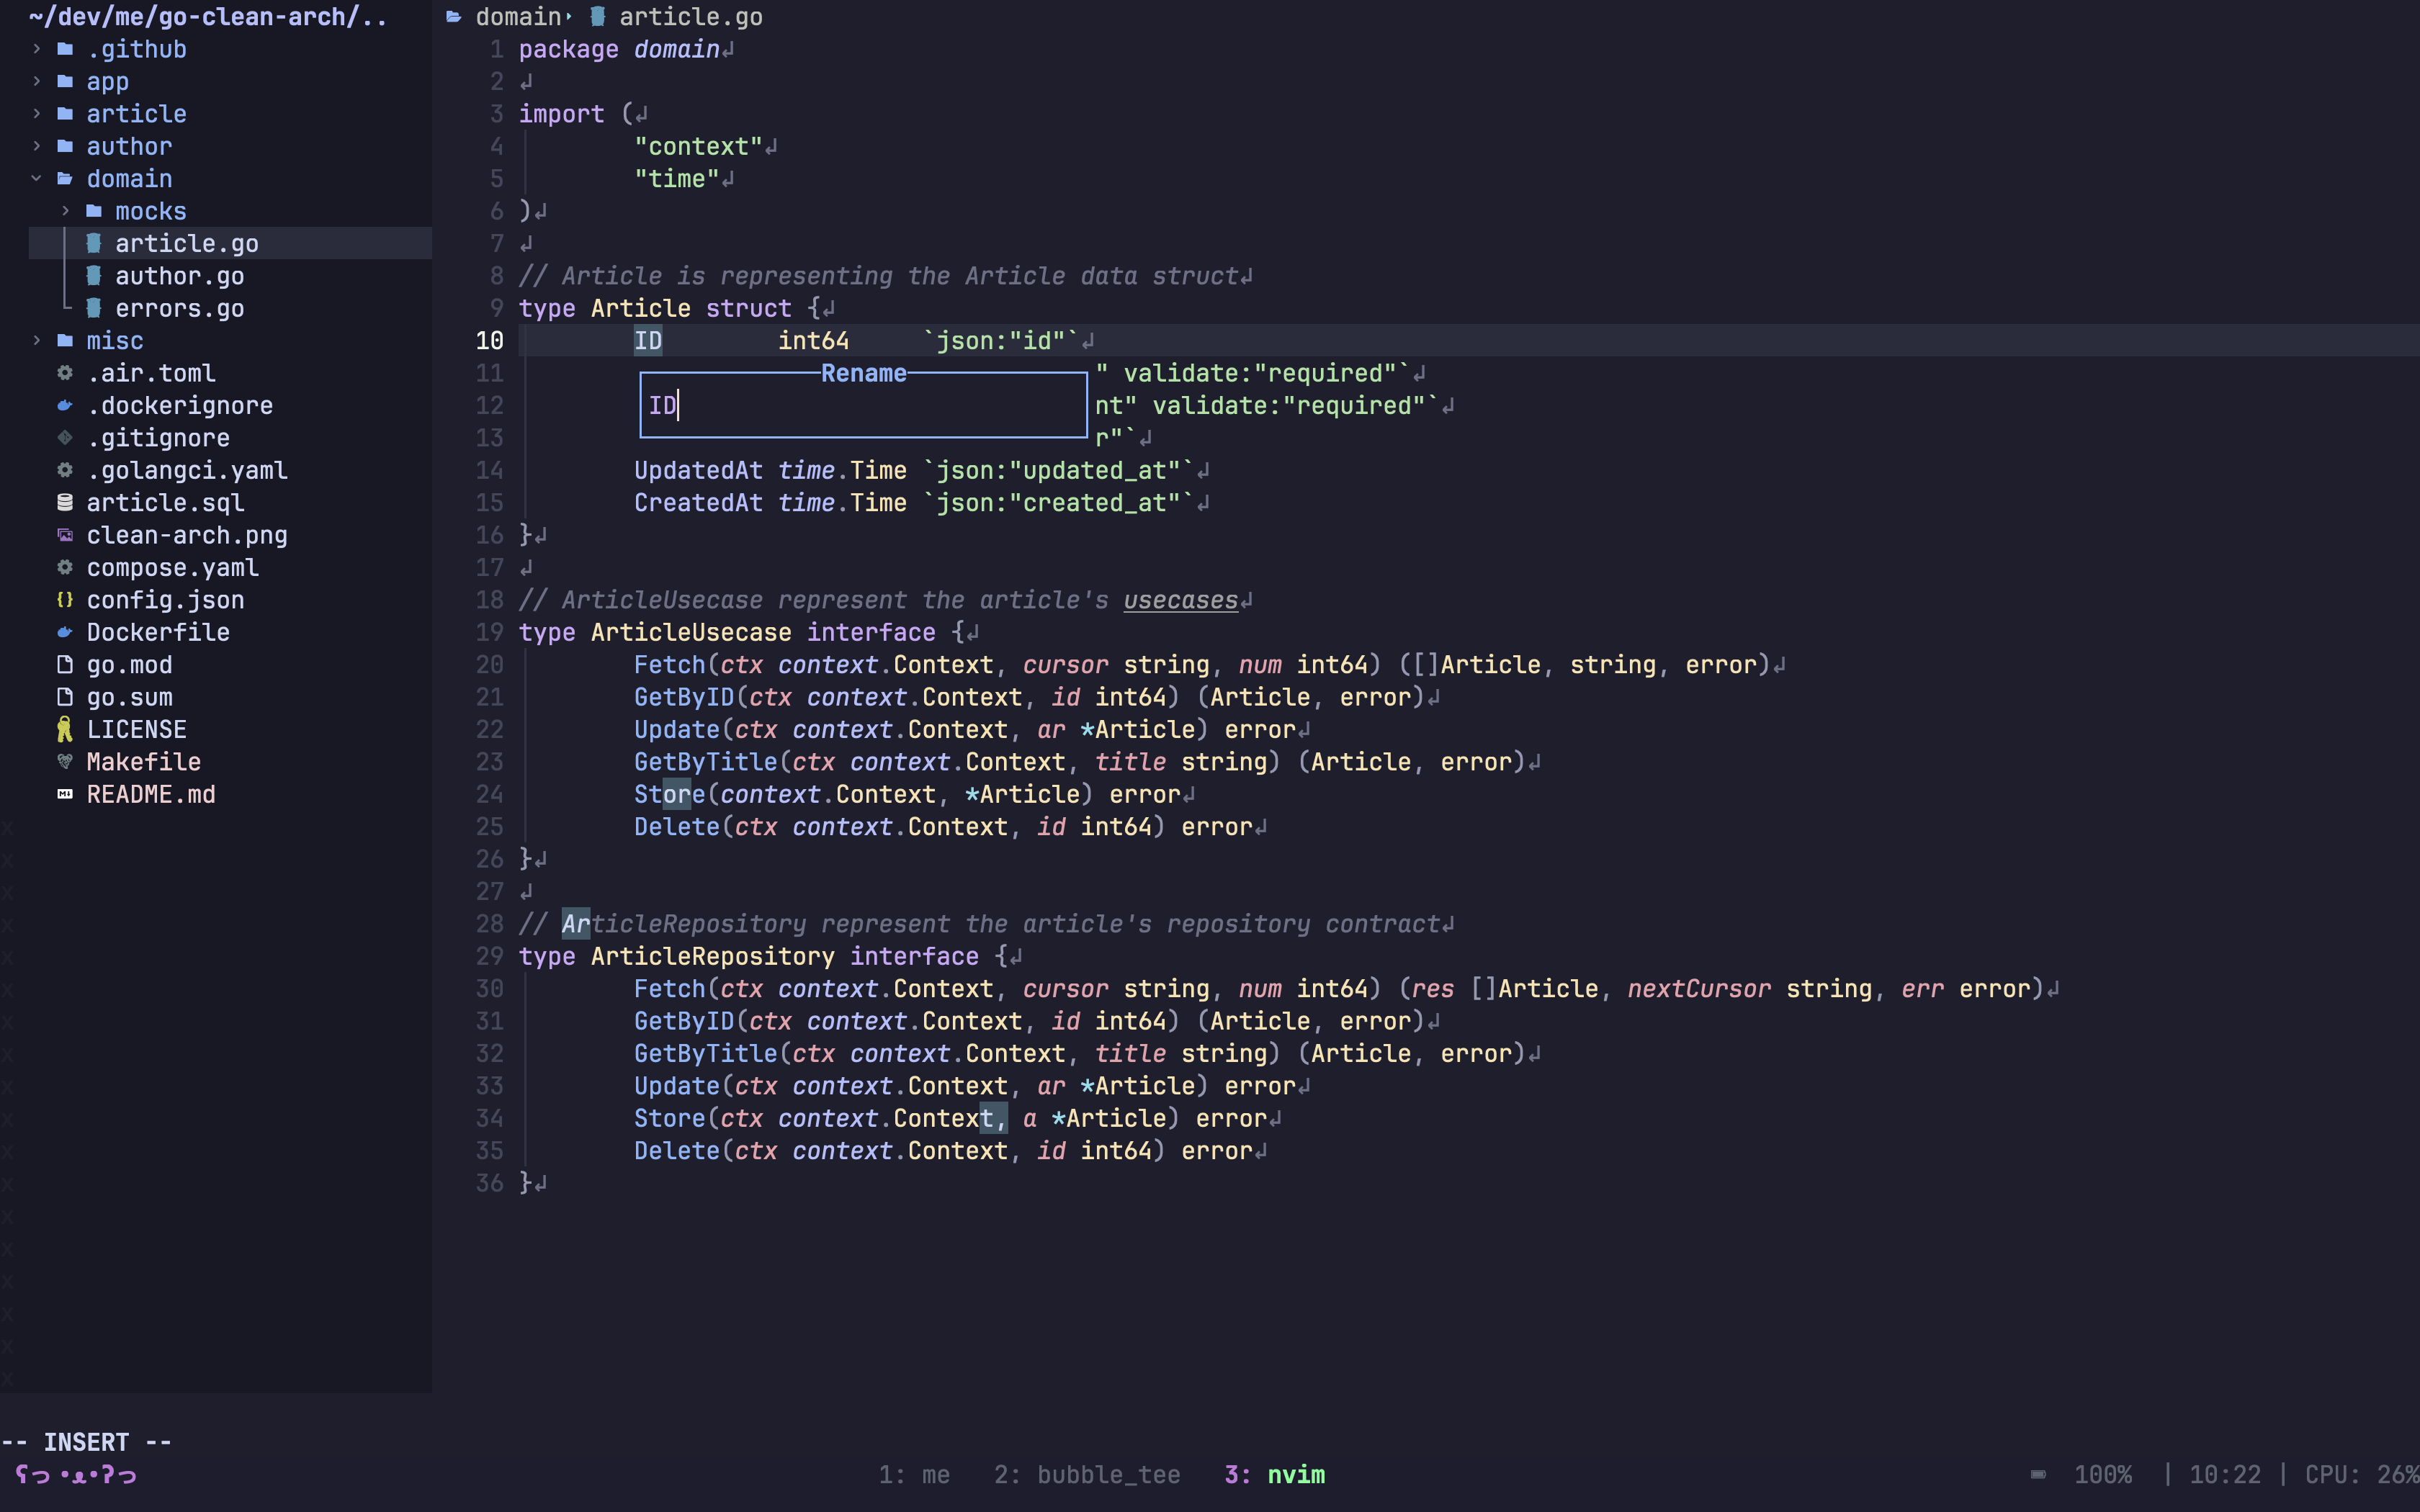 ~/dev/me/go-clean-arch/..
.github
app
article
author
domain
mocks
article.go
author.go
errors.go
misc
.air.toml
.dockerignore
.gitignore
.golangci.yaml
article.sql
clean-arch.png
compose.yaml
config.json
Dockerfile
go.mod
go.sum
LICENSE
Makefile
README.md
domain article.go
1 package domain↲
2 ↲
3 import (↲
4 "context"↲
5 "time"↲
6 )↲
7 ↲
8 // Article is representing the Article data struct↲
9 type Article struct {↲
10 ID int64 `json:"id"`↲
11 " validate:"required"`↲
Rename
12 nt" validate:"required"`↲
ID
13 r"`↲
14 UpdatedAt time.Time `json:"updated_at"`↲
15 CreatedAt time.Time `json:"created_at"`↲
16 }↲
17 ↲
18 // ArticleUsecase represent the article's usecases↲
19 type ArticleUsecase interface {↲
20 Fetch(ctx context.Context, cursor string, num int64) ([]Article, string, error)↲
21 GetByID(ctx context.Context, id int64) (Article, error)↲
22 Update(ctx context.Context, ar *Article) error↲
23 GetByTitle(ctx context.Context, title string) (Article, error)↲
24 Store(context.Context, *Article) error↲
25 Delete(ctx context.Context, id int64) error↲
26 }↲
27 ↲
28 // ArticleRepository represent the article's repository contract↲
29 type ArticleRepository interface {↲
30 Fetch(ctx context.Context, cursor string, num int64) (res []Article, nextCursor string, err error)↲
31 GetByID(ctx context.Context, id int64) (Article, error)↲
32 GetByTitle(ctx context.Context, title string) (Article, error)↲
33 Update(ctx context.Context, ar *Article) error↲
34 Store(ctx context.Context, a *Article) error↲
35 Delete(ctx context.Context, id int64) error↲
36 }↲
-- INSERT --
ʕっ•ᴥ•ʔっ 1: me 2: bubble_tee 3: nvim 100% | 10:22 | CPU: 26%